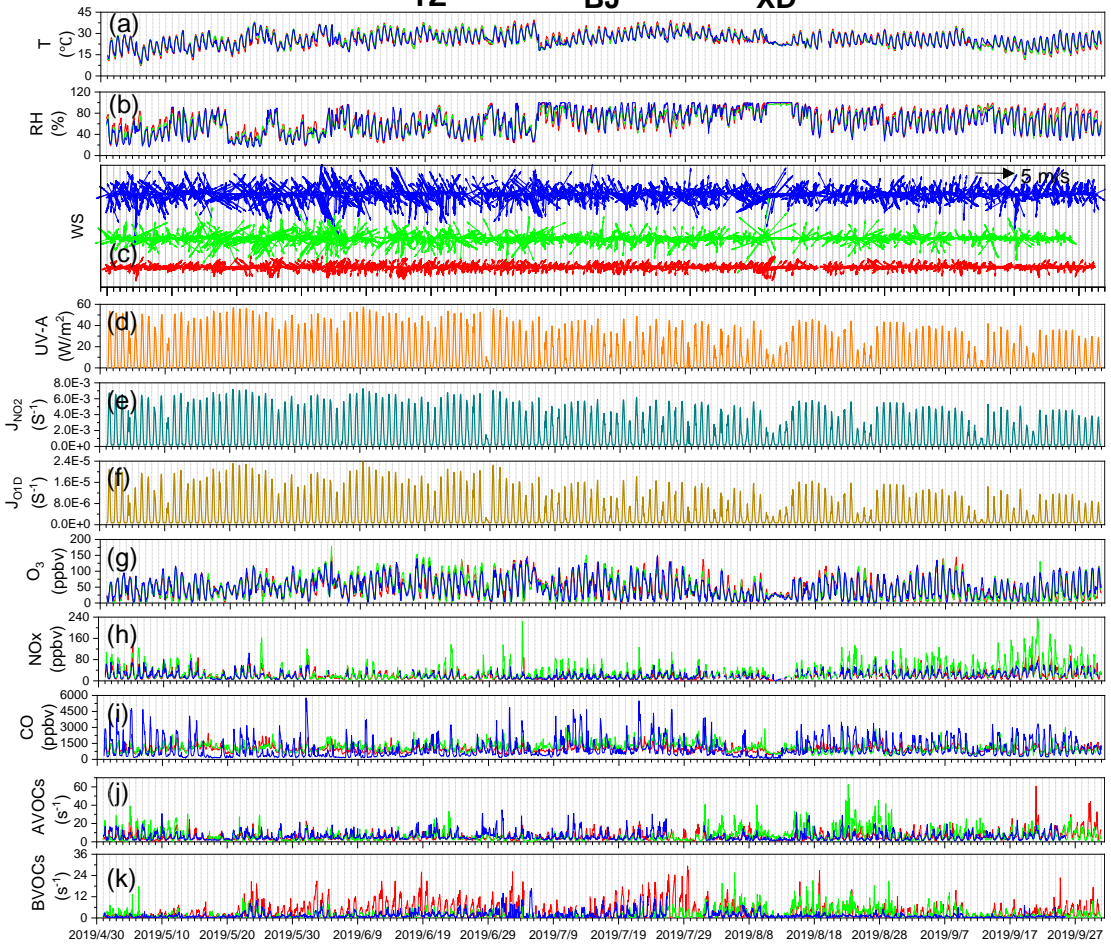 TZ BJ XD
(a)
T
(℃)
45
30
15
0
(b)
RH
(%)
120
80
40
0
(c)
Ws
5 m/s
(d)
UV-A
(W/m²)
60
40
20
0
(e)
J_NO2
(S⁻¹)
8.0E-3
6.0E-3
4.0E-3
2.0E-3
0.0E+0
(f)
J_O1D
(S⁻¹)
2.4E-5
1.6E-5
8.0E-6
0.0E+0
(g)
O₃
(ppbv)
200
150
100
50
0
(h)
NOx
(ppbv)
240
160
80
0
(i)
CO
(ppbv)
6000
4500
3000
1500
0
(j)
AVOCs
(s⁻¹)
60
40
20
0
(k)
BVOCs
(s⁻¹)
36
24
12
0
2019/4/30 2019/5/10 2019/5/20 2019/5/30 2019/6/9 2019/6/19 2019/6/29 2019/7/9 2019/7/19 2019/7/29 2019/8/8 2019/8/18 2019/8/28 2019/9/7 2019/9/17 2019/9/27